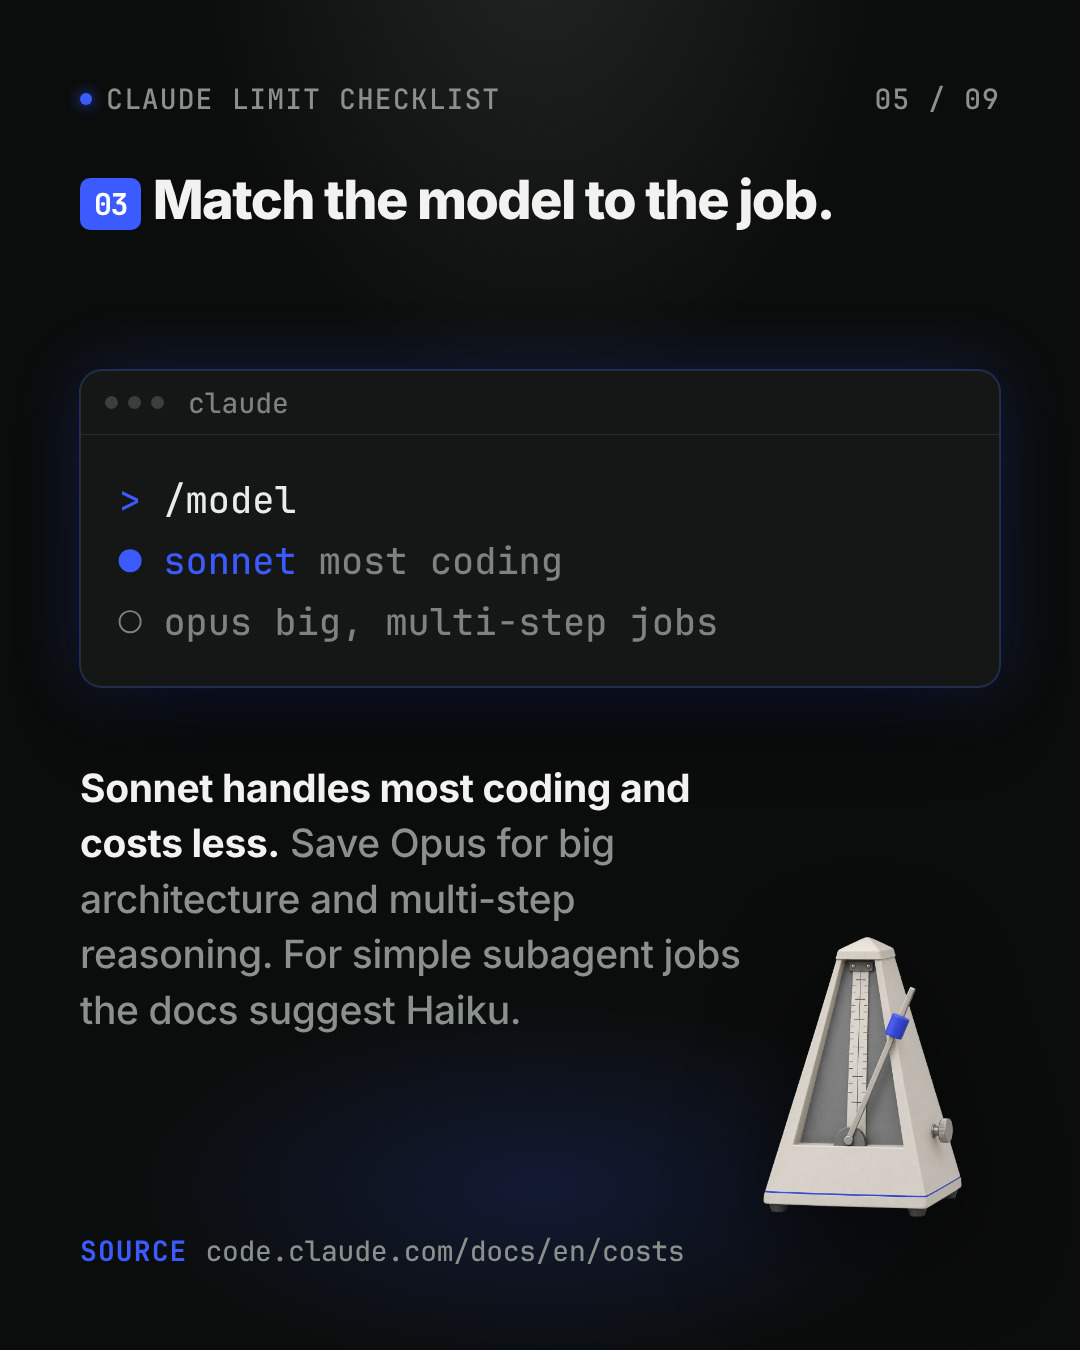 CLAUDE LIMIT CHECKLIST
05 / 09
03 Match the model to the job.
claude
> /model
sonnet most coding
opus big, multi-step jobs
Sonnet handles most coding and
costs less. Save Opus for big
architecture and multi-step
reasoning. For simple subagent jobs
the docs suggest Haiku.
SOURCE code.claude.com/docs/en/costs